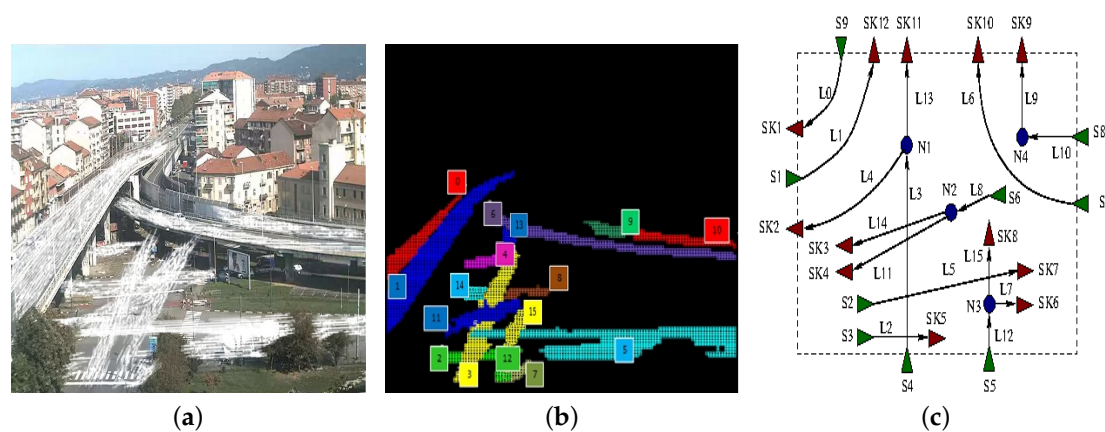 S9 SK12 SK11 SK10 SK9
L0 L13 L6 L9
SK1 L1 S8
N1 N4 L10
S1 L4
L3 N2 L8 S6 S
SK2 L14
SK3 L15 SK8
SK4 L11 L5 SK7
L7
S2 N3 SK6
S3 L2 SK5 L12
S4 S5
0
6 13 9 10
4
1 14 8
11 15
2 12 5
3 7
(a) (b) (c)